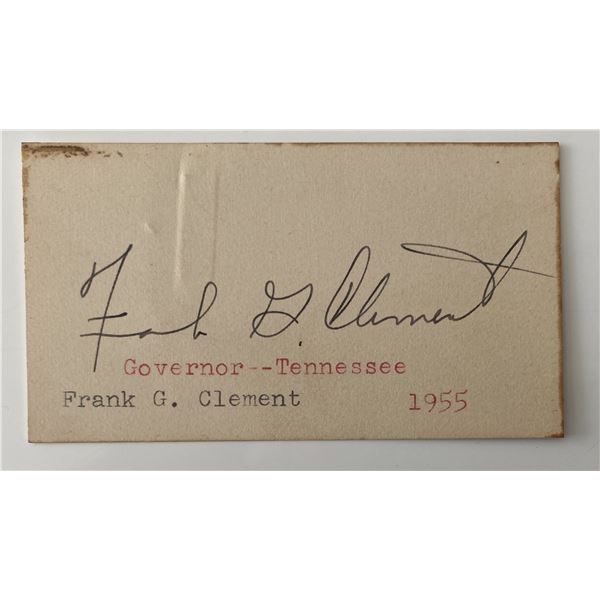 Frank G. Clement
Governor--Tennessee
Frank G. Clement 1955